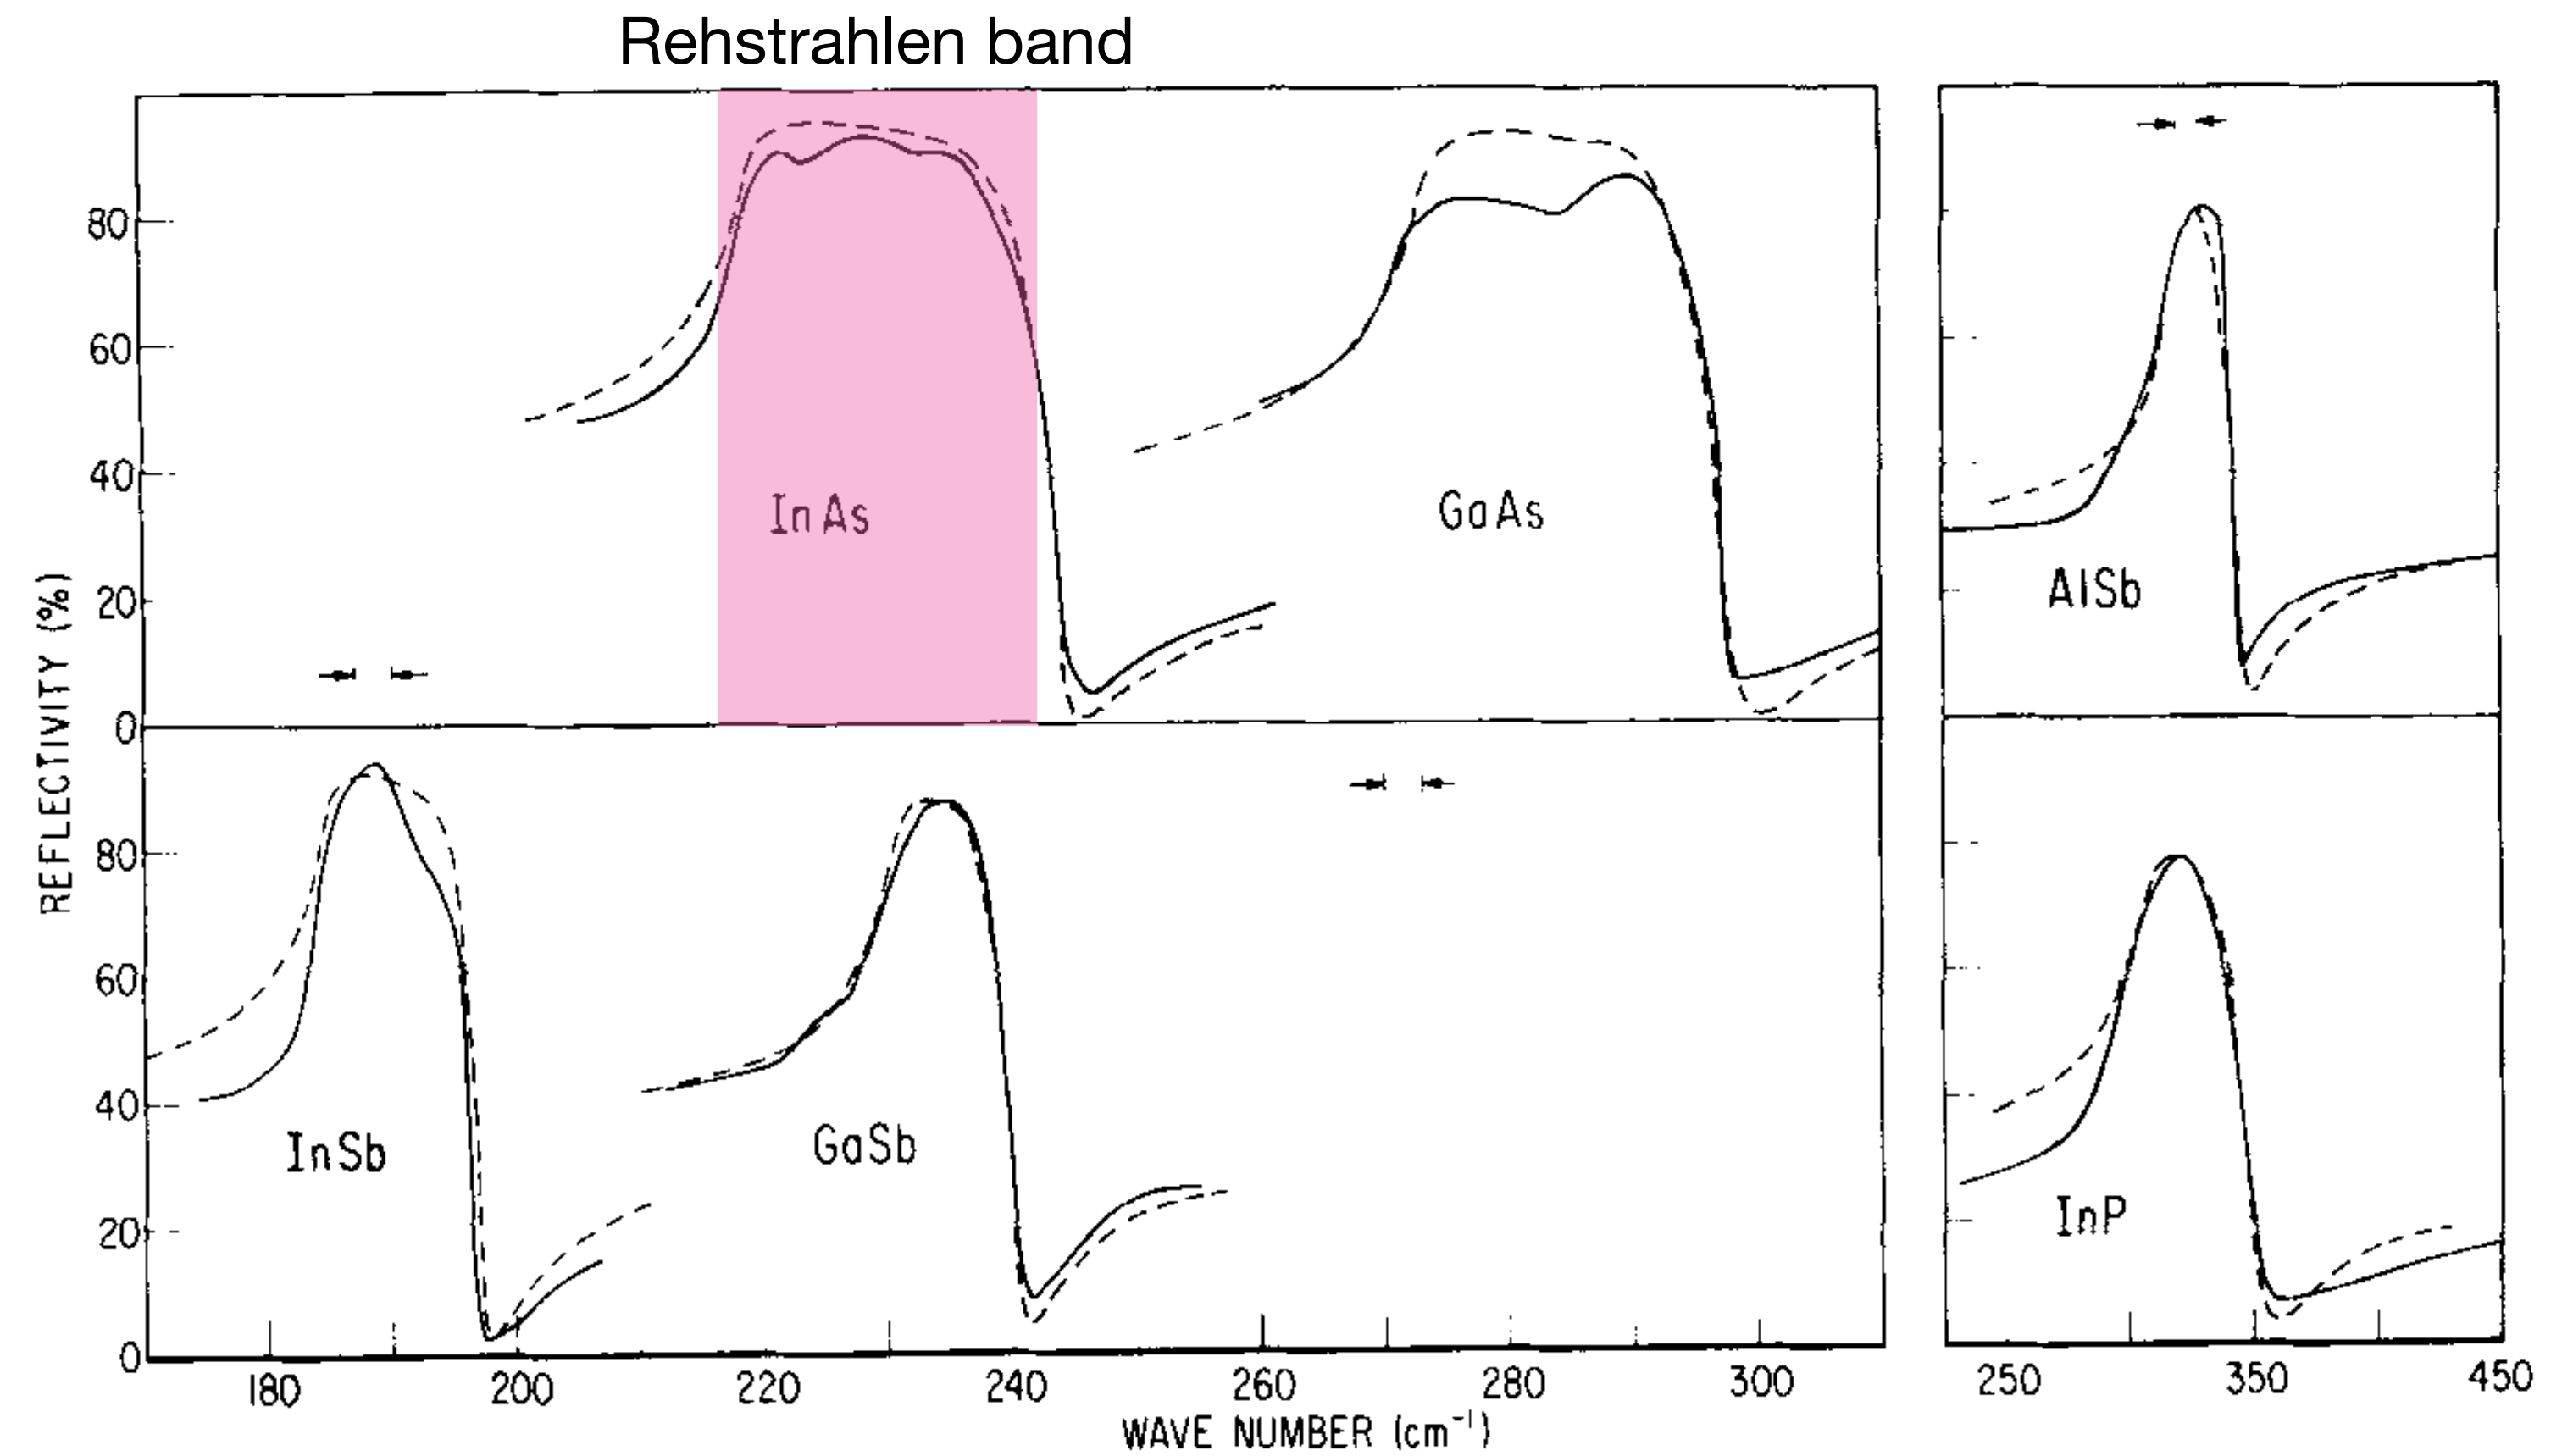 Rehstrahlen band
80
60
40
20
0
InAs
GaAs
AlSb
REFLECTIVITY (%)
80
60
40
20
0
InSb
GaSb
InP
180 200 220 240 260 280 300 250 350 450
WAVE NUMBER (cm⁻¹)